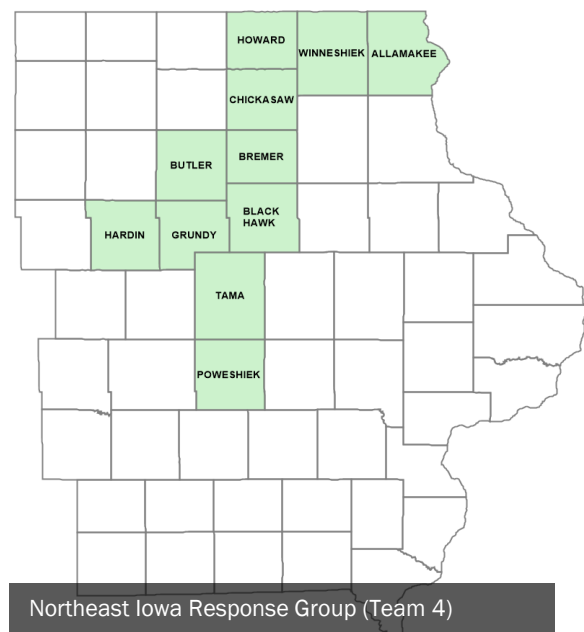 HOWARD
WINNESHIEK
ALLAMAKEE
CHICKASAW
BUTLER
BREMER
BLACK
HAWK
HARDIN
GRUNDY
TAMA
POWESHIEK
Northeast Iowa Response Group (Team 4)